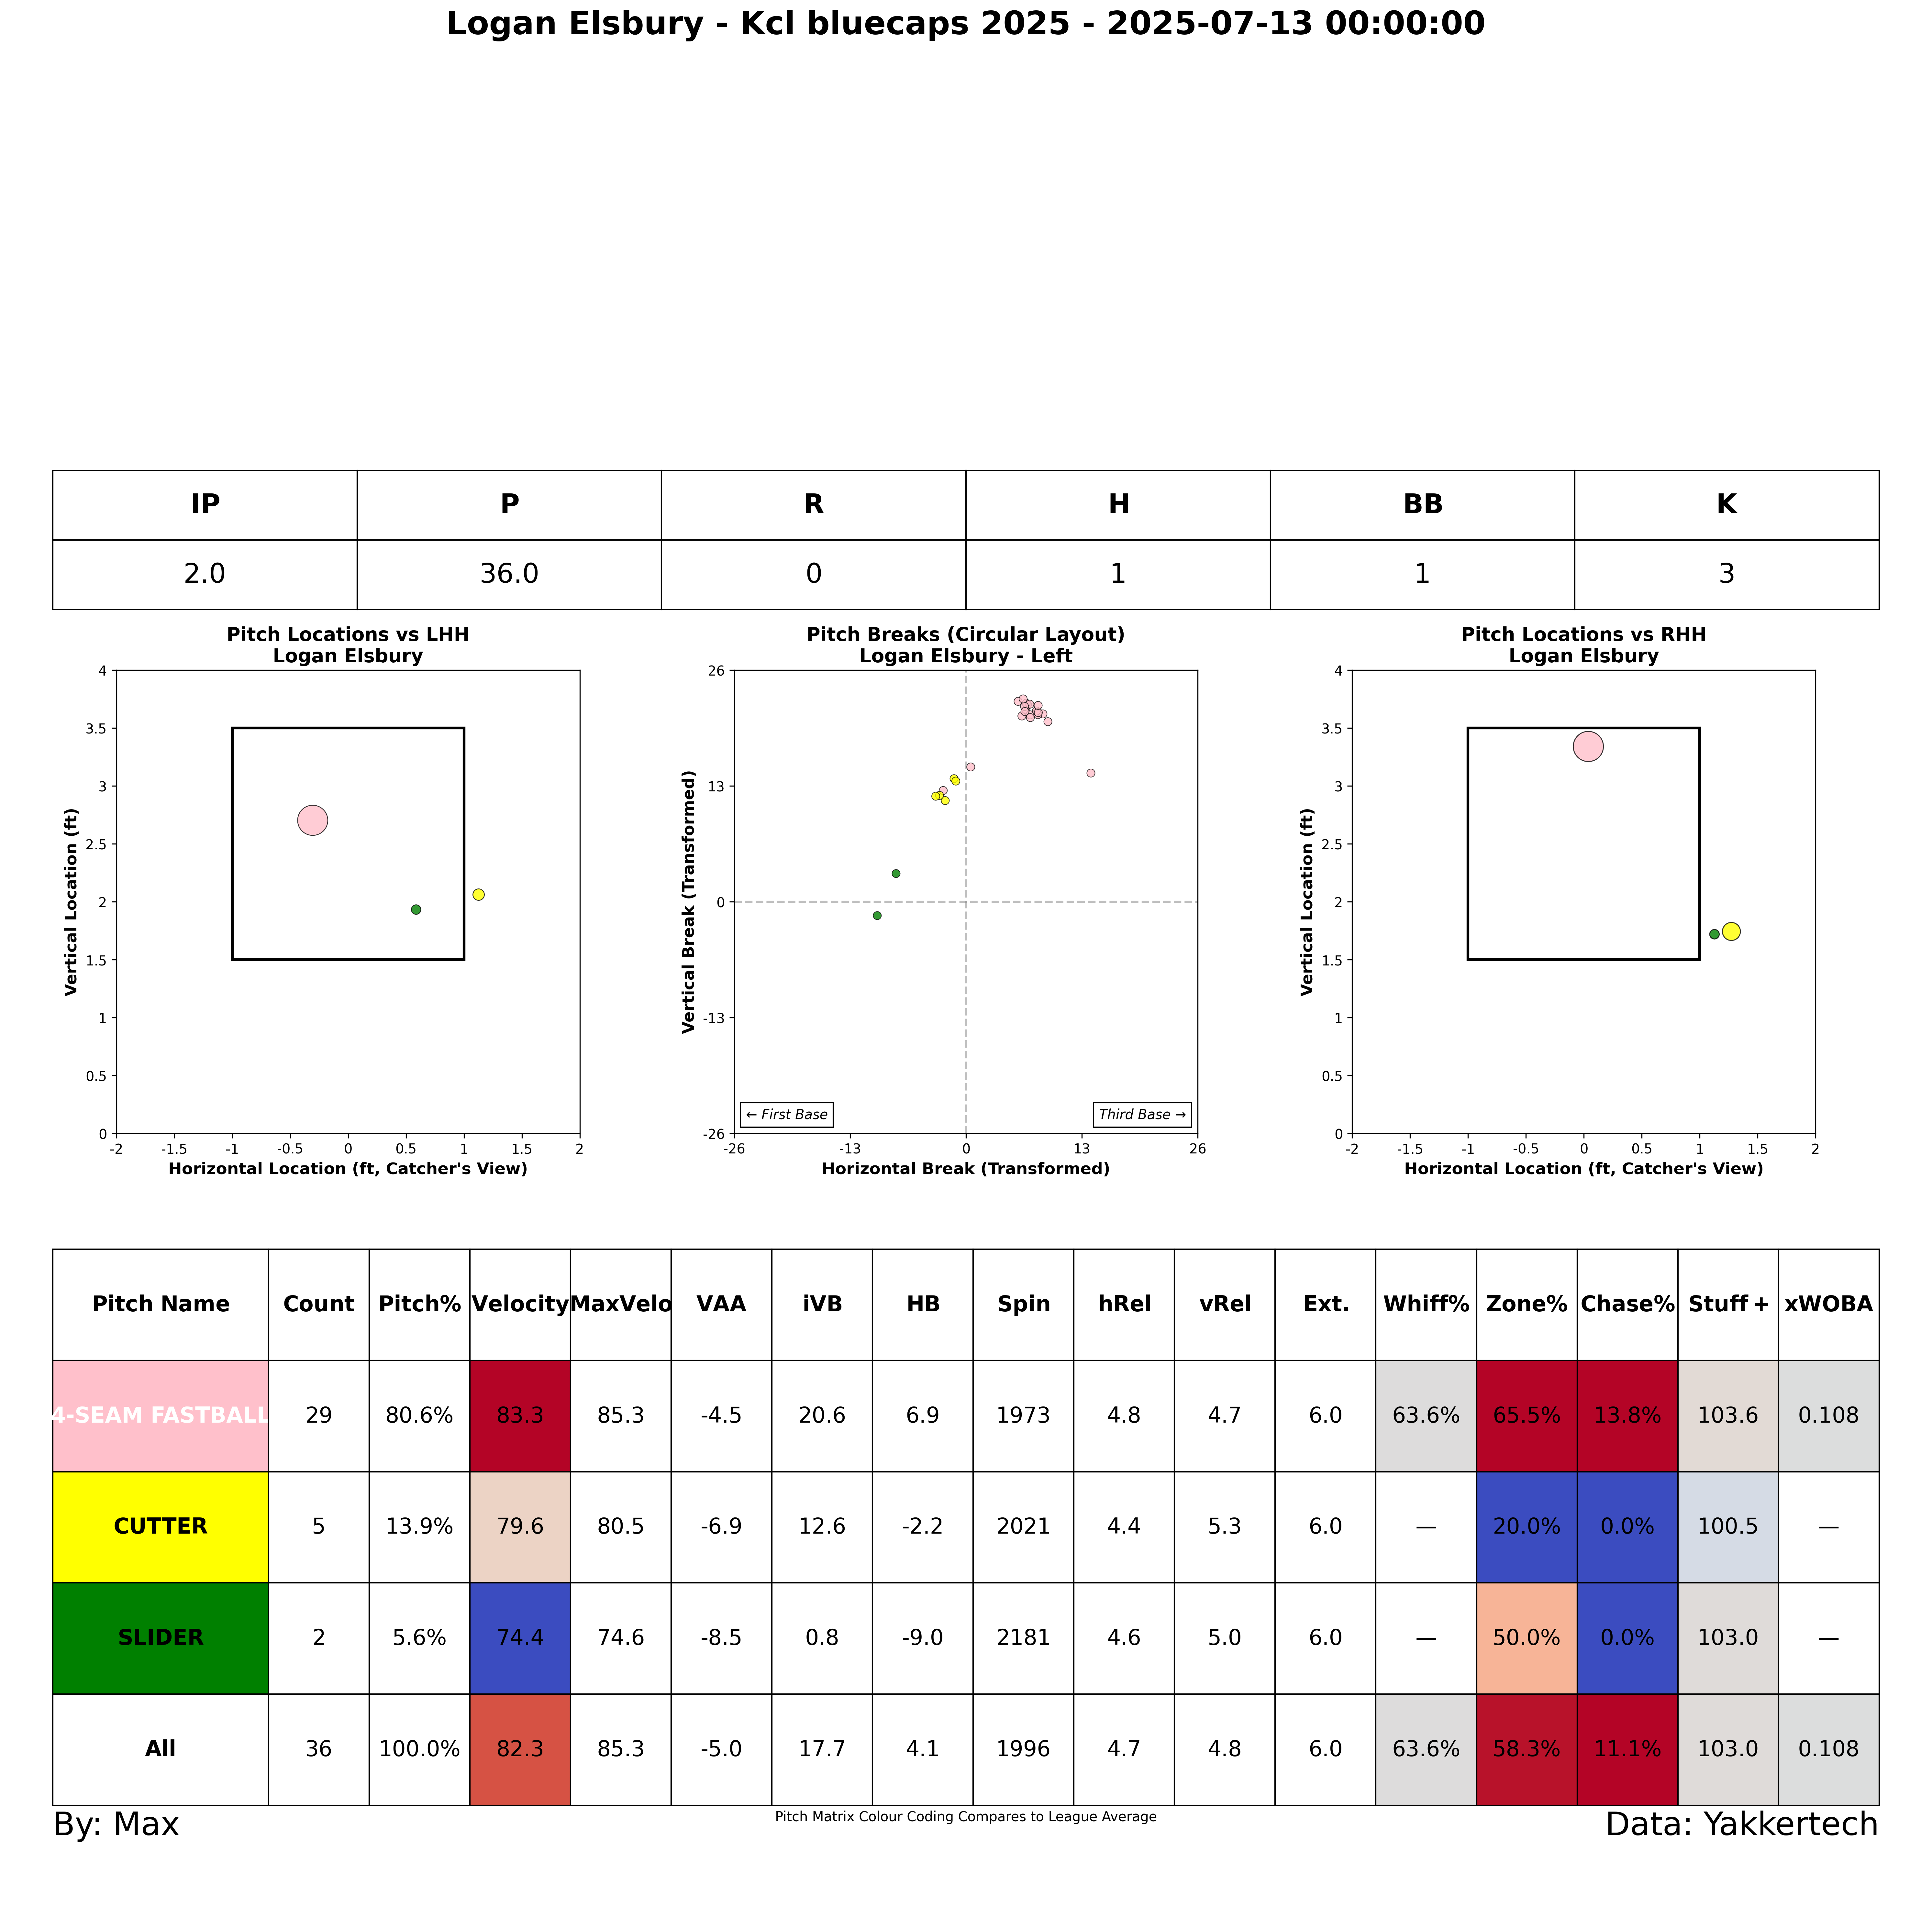 Logan Elsbury - Kcl bluecaps 2025 - 2025-07-13 00:00:00
IP P R H BB K
2.0 36.0 0 1 1 3
Pitch Locations vs LHH
Logan Elsbury
4
3.5
3
2.5
2
1.5
1
0.5
0
-2 -1.5 -1 -0.5 0 0.5 1 1.5 2
Vertical Location (ft)
Horizontal Location (ft, Catcher's View)
Pitch Breaks (Circular Layout)
Logan Elsbury - Left
26
13
0
-13
-26
-26 -13 0 13 26
Vertical Break (Transformed)
← First Base
Third Base →
Horizontal Break (Transformed)
Pitch Locations vs RHH
Logan Elsbury
4
3.5
3
2.5
2
1.5
1
0.5
0
-2 -1.5 -1 -0.5 0 0.5 1 1.5 2
Vertical Location (ft)
Horizontal Location (ft, Catcher's View)
Pitch Name Count Pitch% Velocity MaxVelo VAA iVB HB Spin hRel vRel Ext. Whiff% Zone% Chase% Stuff+ xWOBA
4-SEAM FASTBALL 29 80.6% 83.3 85.3 -4.5 20.6 6.9 1973 4.8 4.7 6.0 63.6% 65.5% 13.8% 103.6 0.108
CUTTER 5 13.9% 79.6 80.5 -6.9 12.6 -2.2 2021 4.4 5.3 6.0 — 20.0% 0.0% 100.5 —
SLIDER 2 5.6% 74.4 74.6 -8.5 0.8 -9.0 2181 4.6 5.0 6.0 — 50.0% 0.0% 103.0 —
All 36 100.0% 82.3 85.3 -5.0 17.7 4.1 1996 4.7 4.8 6.0 63.6% 58.3% 11.1% 103.0 0.108
By: Max
Pitch Matrix Colour Coding Compares to League Average
Data: Yakkertech